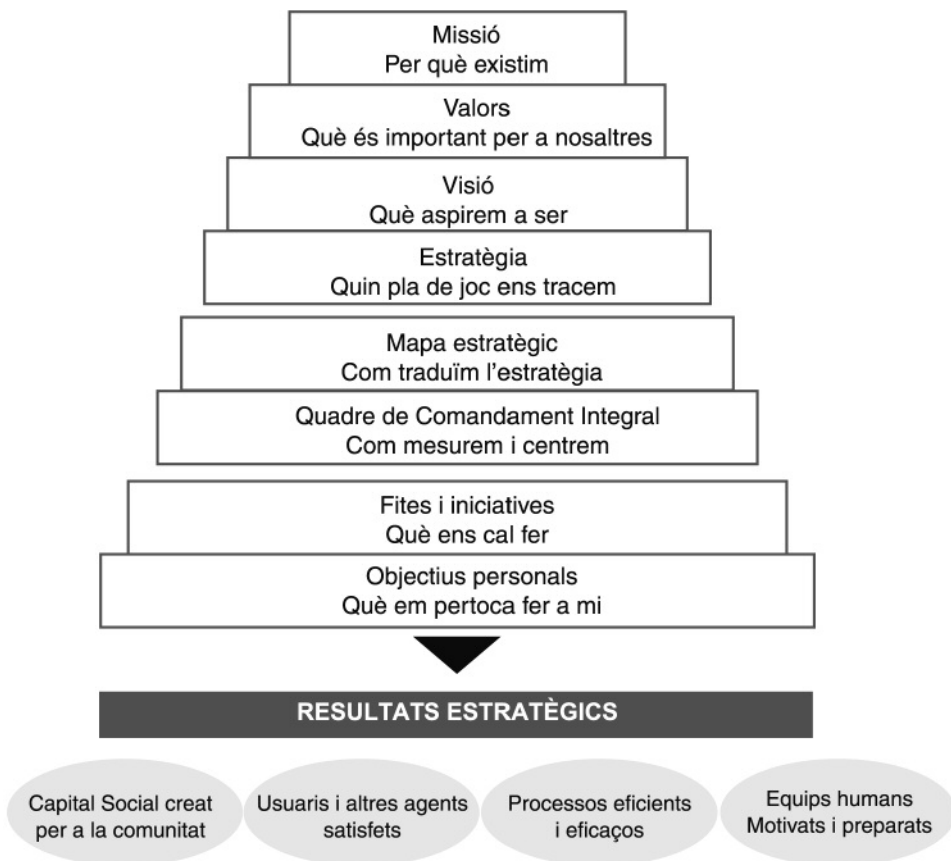 Missió
Per què existim
Valors
Què és important per a nosaltres
Visió
Què aspirem a ser
Estratègia
Quin pla de joc ens tracem
Mapa estratègic
Com traduïm l’estratègia
Quadre de Comandament Integral
Com mesurem i centrem
Fites i iniciatives
Què ens cal fer
Objectius personals
Què em pertoca fer a mi
RESULTATS ESTRATÈGICS
Capital Social creat
per a la comunitat
Usuaris i altres agents
satisfets
Processos eficients
i eficaços
Equips humans
Motivats i preparats